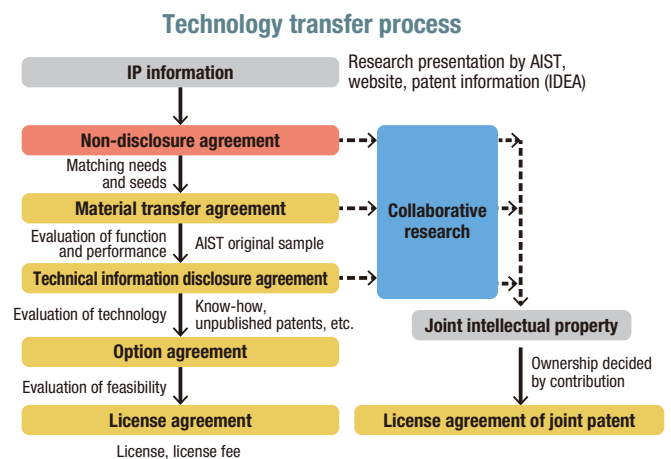 Technology transfer process
IP information
Research presentation by AIST,
website, patent information (IDEA)
Non-disclosure agreement
Matching needs
and seeds
Material transfer agreement
Collaborative
research
Evaluation of function
and performance
AIST original sample
Technical information disclosure agreement
Evaluation of technology
Know-how,
unpublished patents, etc.
Joint intellectual property
Option agreement
Ownership decided
by contribution
Evaluation of feasibility
License agreement
License agreement of joint patent
License, license fee